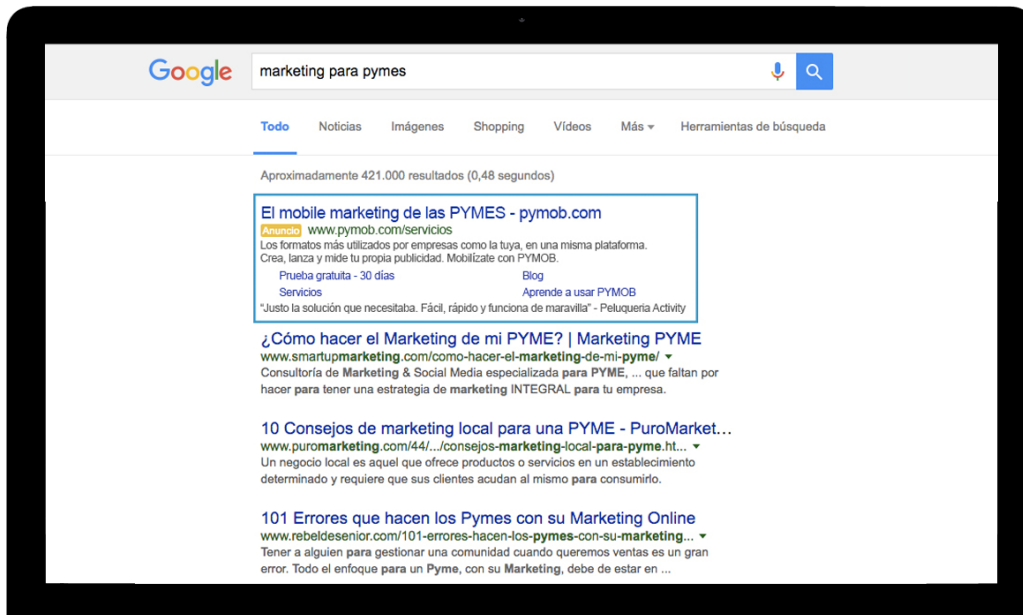 Google
marketing para pymes
Todo Noticias Imágenes Shopping Vídeos Más Herramientas de búsqueda
Aproximadamente 421.000 resultados (0,48 segundos)
El mobile marketing de las PYMES - pymob.com
Anuncio www.pymob.com/servicios
Los formatos más utilizados por empresas como la tuya, en una misma plataforma.
Crea, lanza y mide tu propia publicidad. Mobilízate con PYMOB.
Prueba gratuita - 30 días Blog
Servicios Aprende a usar PYMOB
"Justo la solución que necesitaba. Fácil, rápido y funciona de maravilla" - Peluqueria Activity
¿Cómo hacer el Marketing de mi PYME? | Marketing PYME
www.smartupmarketing.com/como-hacer-el-marketing-de-mi-pyme/
Consultoría de Marketing & Social Media especializada para PYME, ... que faltan por
hacer para tener una estrategia de marketing INTEGRAL para tu empresa.
10 Consejos de marketing local para una PYME - PuroMarket...
www.puromarketing.com/44/.../consejos-marketing-local-para-pyme.ht...
Un negocio local es aquel que ofrece productos o servicios en un establecimiento
determinado y requiere que sus clientes acudan al mismo para consumirlo.
101 Errores que hacen los Pymes con su Marketing Online
www.rebeldesenior.com/101-errores-hacen-los-pymes-con-su-marketing...
Tener a alguien para gestionar una comunidad cuando queremos ventas es un gran
error. Todo el enfoque para un Pyme, con su Marketing, debe de estar en ...